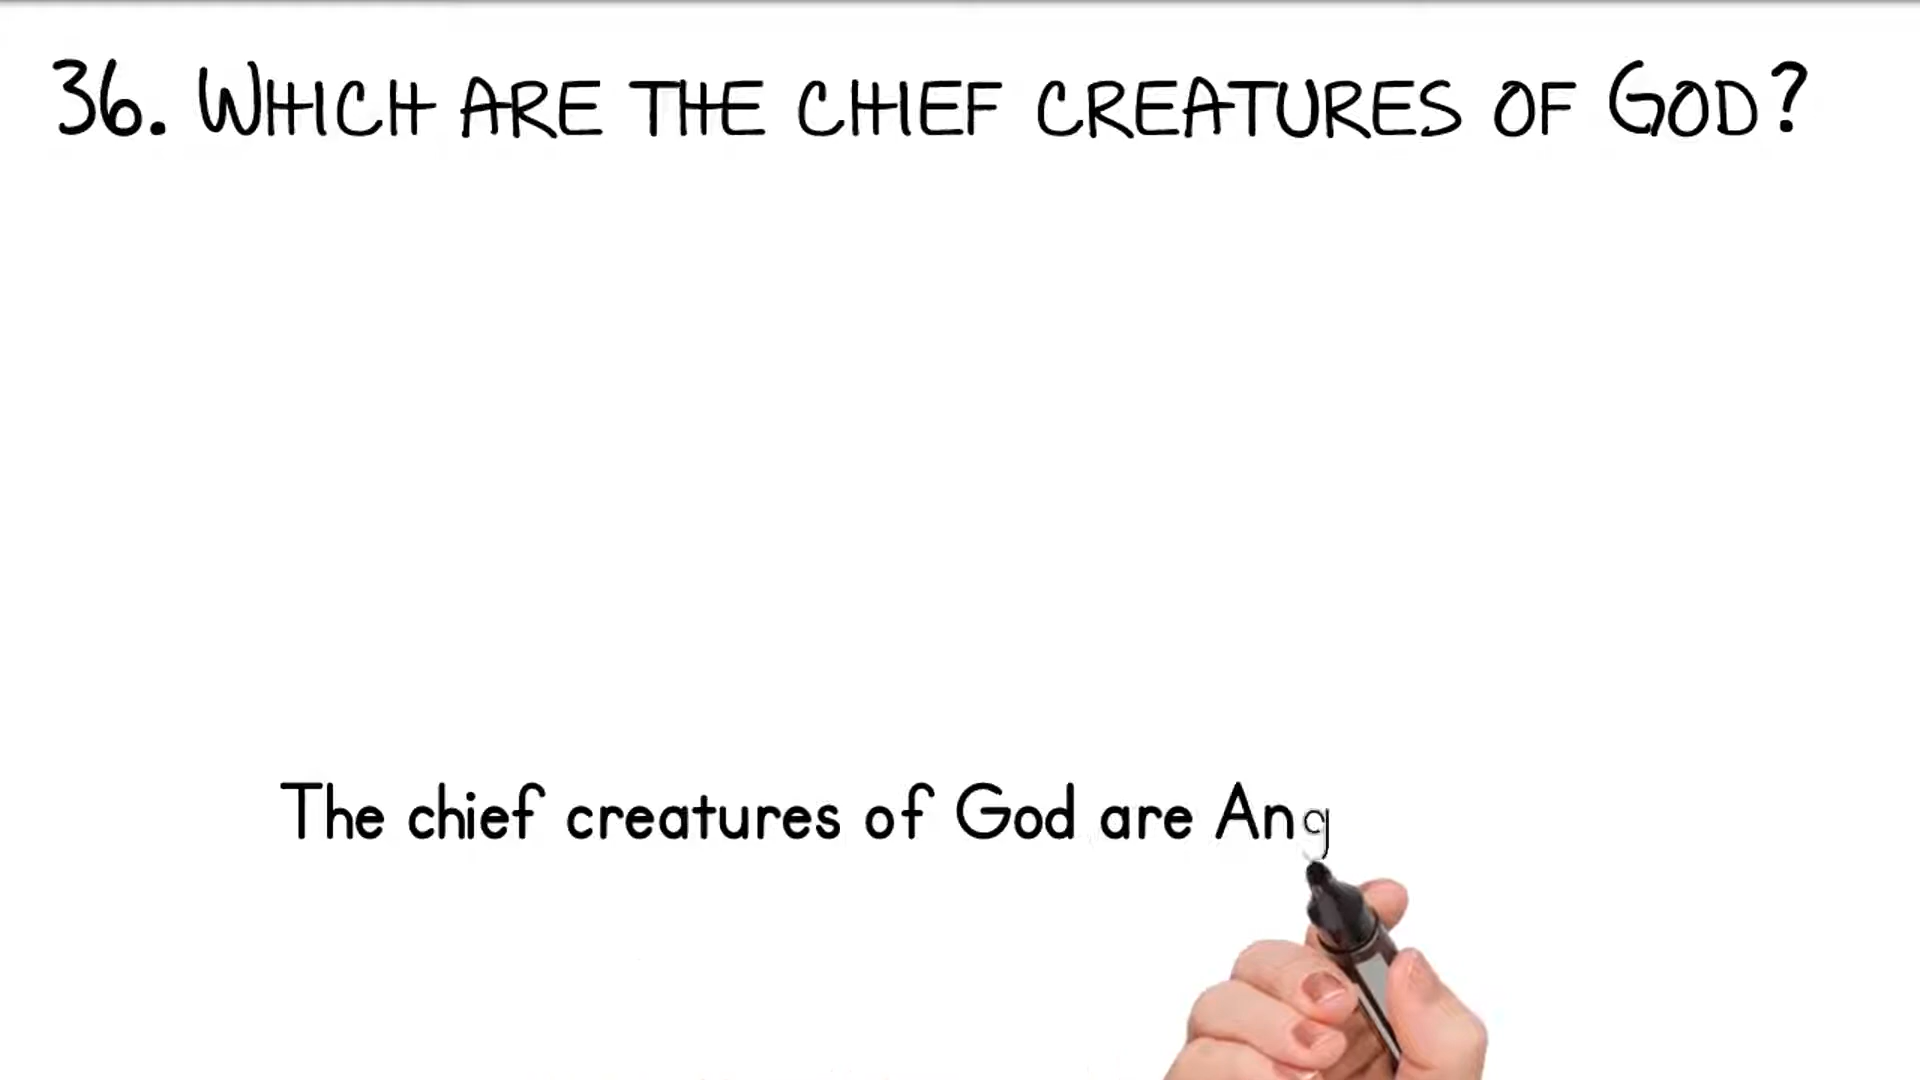 36. WHICH ARE THE CHIEF CREATURES OF GOD?
The chief creatures of God are Ang